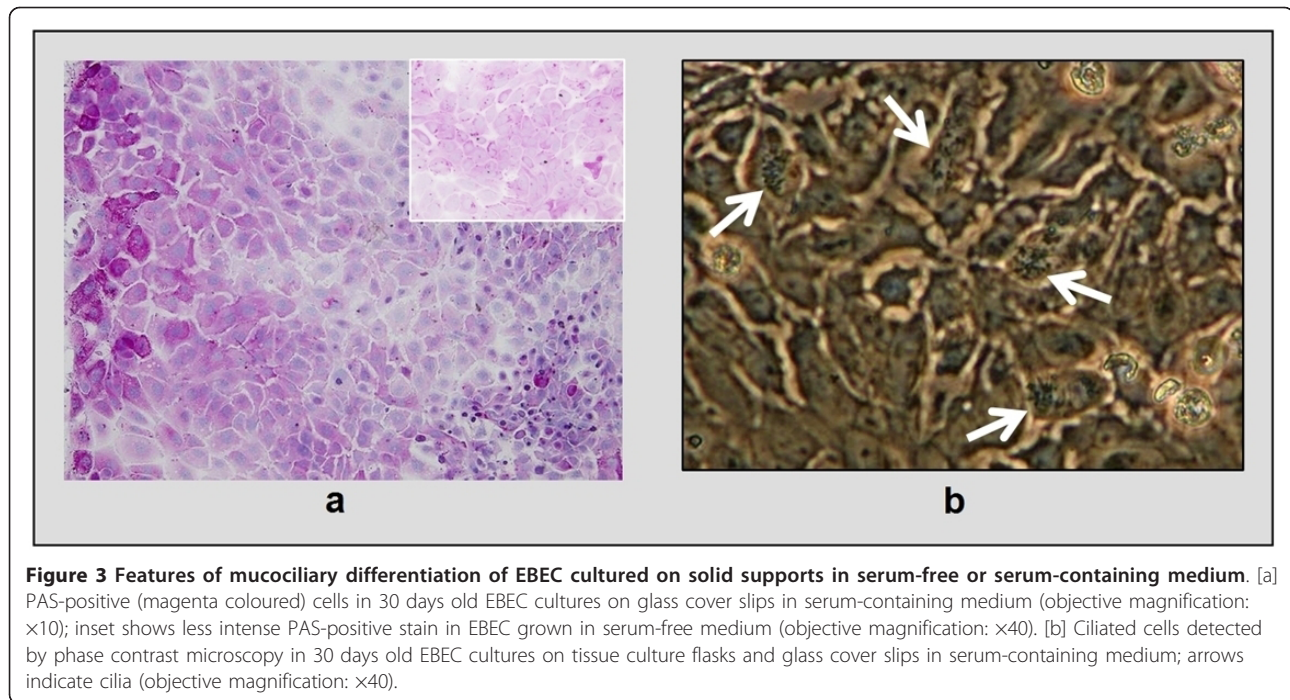 a
b
Figure 3 Features of mucociliary differentiation of EBEC cultured on solid supports in serum-free or serum-containing medium. [a]
PAS-positive (magenta coloured) cells in 30 days old EBEC cultures on glass cover slips in serum-containing medium (objective magnification:
×10); inset shows less intense PAS-positive stain in EBEC grown in serum-free medium (objective magnification: ×40). [b] Ciliated cells detected
by phase contrast microscopy in 30 days old EBEC cultures on tissue culture flasks and glass cover slips in serum-containing medium; arrows
indicate cilia (objective magnification: ×40).